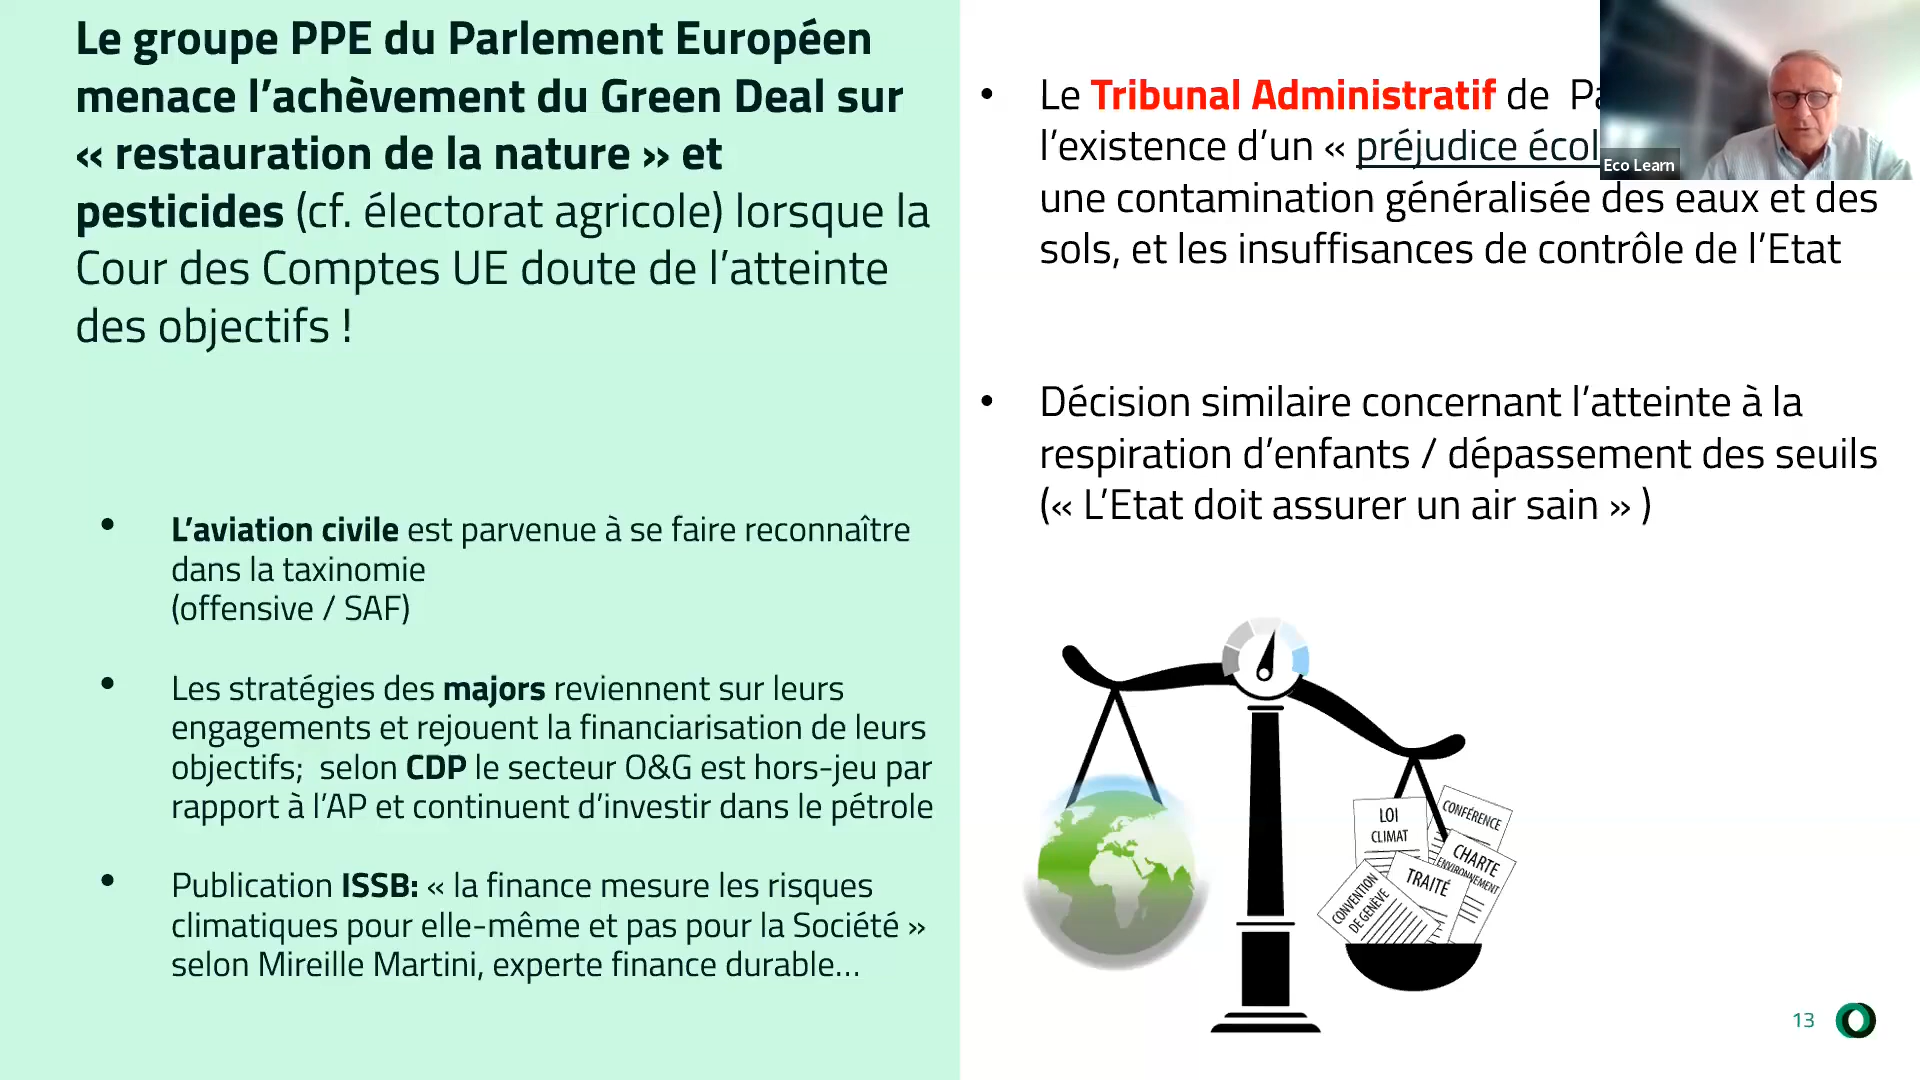 Le groupe PPE du Parlement Européen
menace l’achèvement du Green Deal sur
« restauration de la nature » et
pesticides (cf. électorat agricole) lorsque la
Cour des Comptes UE doute de l’atteinte
des objectifs !
• L’aviation civile est parvenue à se faire reconnaître
dans la taxinomie
(offensive / SAF)
• Les stratégies des majors reviennent sur leurs
engagements et rejouent la financiarisation de leurs
objectifs; selon CDP le secteur O&G est hors-jeu par
rapport à l’AP et continuent d’investir dans le pétrole
• Publication ISSB: « la finance mesure les risques
climatiques pour elle-même et pas pour la Société »
selon Mireille Martini, experte finance durable…
• Le Tribunal Administratif de
l’existence d’un « préjudice
une contamination généralisée des eaux et des
sols, et les insuffisances de contrôle de l’Etat
• Décision similaire concernant l’atteinte à la
respiration d’enfants / dépassement des seuils
(« L’Etat doit assurer un air sain » )
Eco Learn
LOI
CLIMAT
CONFÉRENCE
CHARTE
ENVIRONNEMENT
TRAITÉ
CONVENTION
DE GENÈVE
13